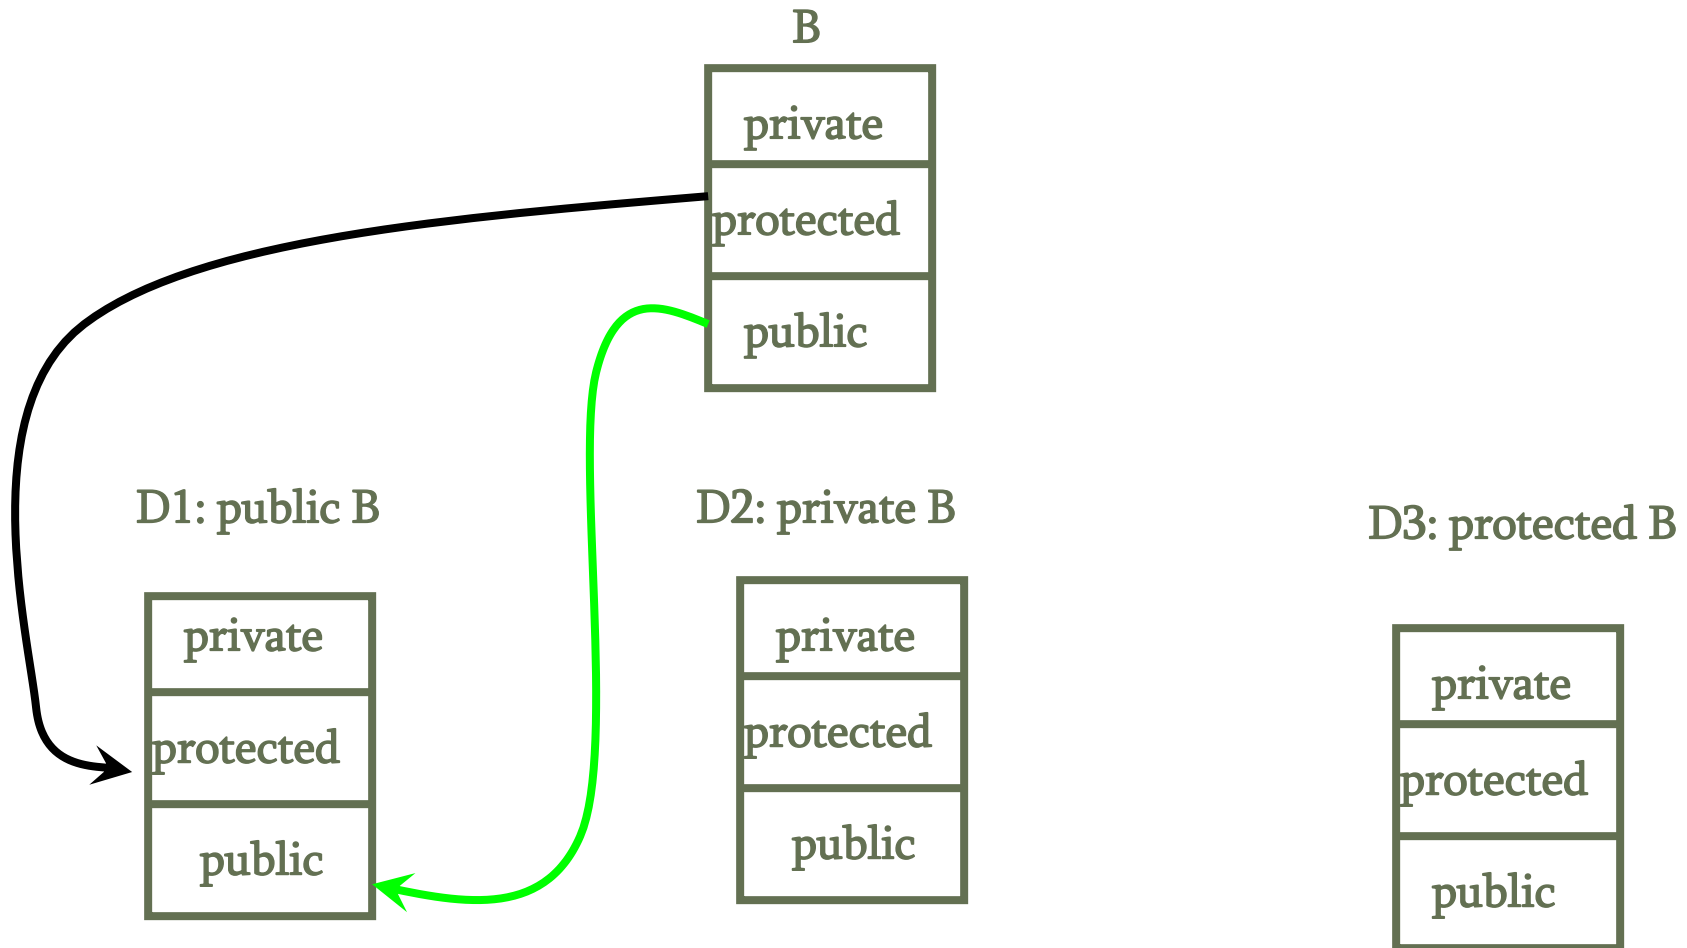 B
private
protected
public
D1: public B
private
protected
public
D2: private B
private
protected
public
D3: protected B
private
protected
public